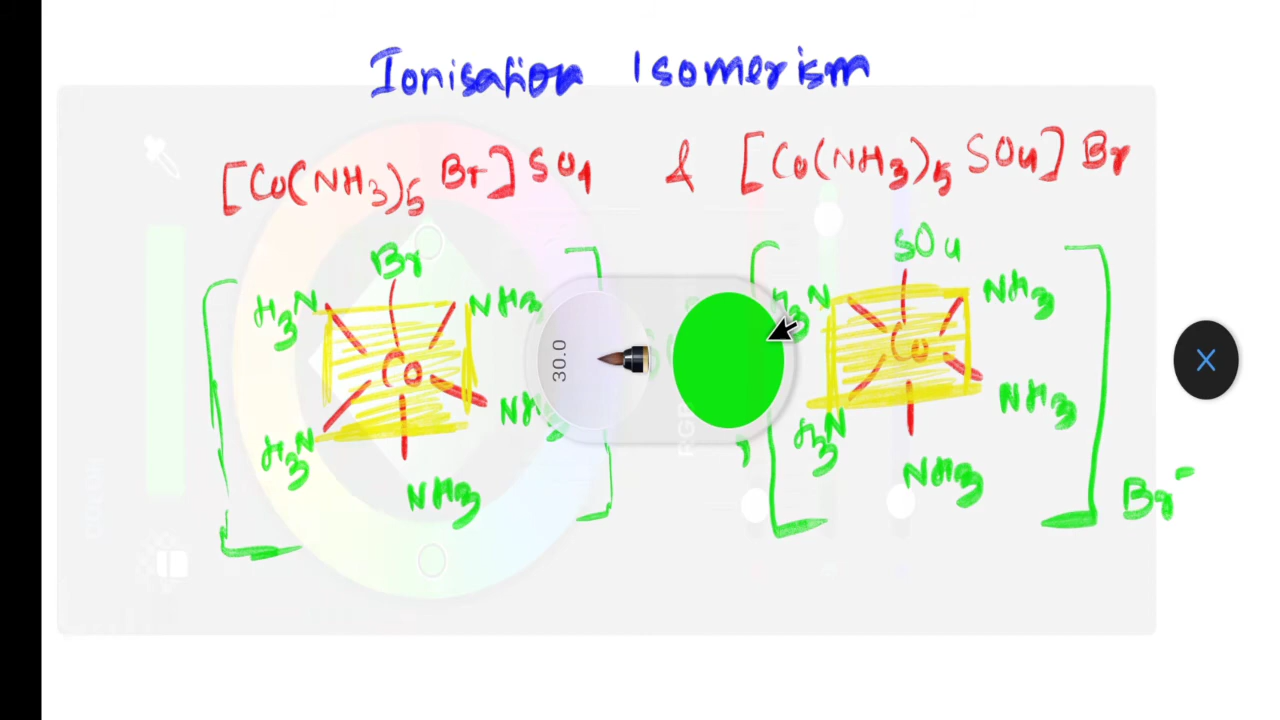 Ionisation Isomerism
[Co(NH3)5 Br] SO4 & [Co(NH3)5 SO4] Br
Br SO4
H3N NH3 H3N NH3
Co Co
30.0
NH NH3
H3N H3N
NH3 NH3
Br-